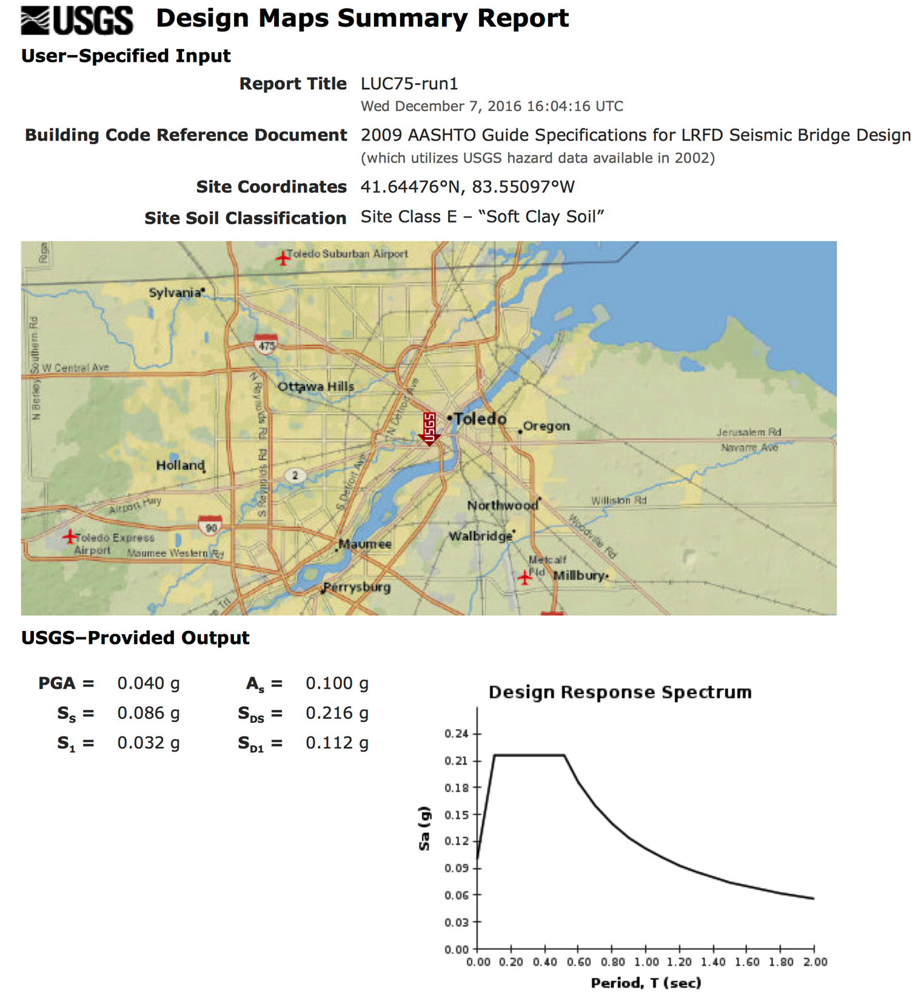 USGS Design Maps Summary Report
User–Specified Input
Report Title LUC75-run1
Wed December 7, 2016 16:04:16 UTC
Building Code Reference Document 2009 AASHTO Guide Specifications for LRFD Seismic Bridge Design
(which utilizes USGS hazard data available in 2002)
Site Coordinates 41.64476°N, 83.55097°W
Site Soil Classification Site Class E – “Soft Clay Soil”
Riga
Toledo Suburban Airport
Sylvania
N Berkey Southern Rd
475
W Central Ave
N Reynolds Rd
Ottawa Hills
N Detroit Ave
USGS
Toledo
Oregon
Jerusalem Rd
Navarre Ave
Holland
2
S Reynolds Rd
S Detroit Ave
Airport Hwy
Northwood
Williston Rd
90
Toledo Express
Airport
Maumee Western Rd
Maumee
Walbridge
Woodville Rd
Metcalf
Fld
Millbury
Perrysburg
e Trl
USGS–Provided Output
PGA = 0.040 g As = 0.100 g
Ss = 0.086 g SDS = 0.216 g
S1 = 0.032 g SD1 = 0.112 g
Design Response Spectrum
0.24
0.21
0.18
0.15
0.12
0.09
0.06
0.03
0.00
Sa (g)
0.00 0.20 0.40 0.60 0.80 1.00 1.20 1.40 1.60 1.80 2.00
Period, T (sec)